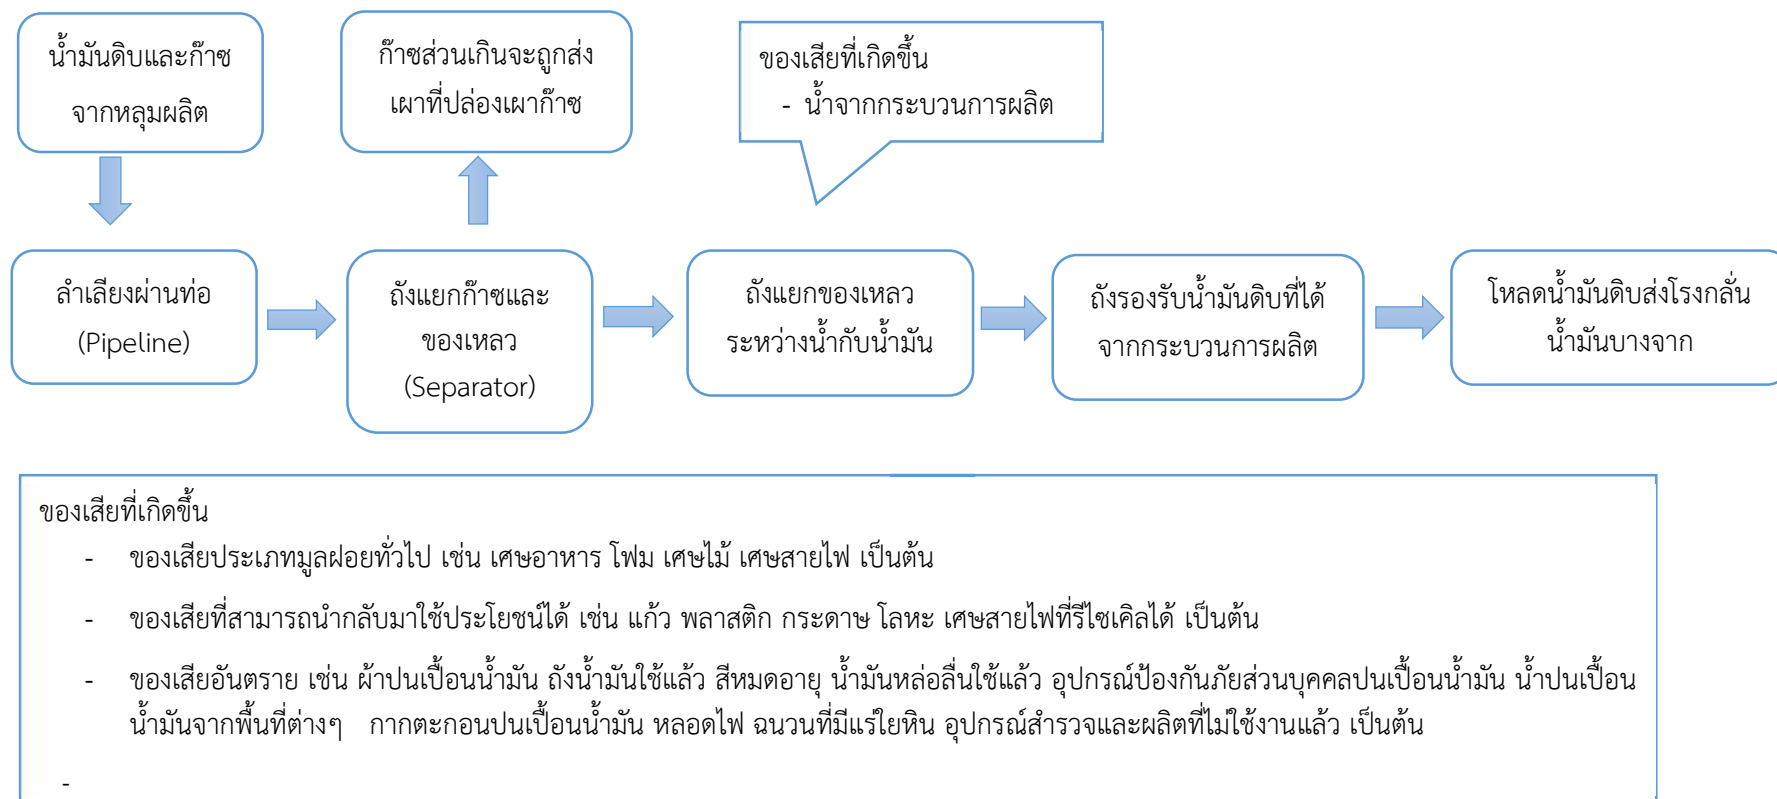 น้ำมันดิบและก๊าซ
จากหลุมผลิต
ก๊าซส่วนเกินจะถูกส่ง
เผาที่ปล่องเผาก๊าซ
ของเสียที่เกิดขึ้น
- น้ำจากกระบวนการผลิต
ลำเลียงผ่านท่อ
(Pipeline)
ถังแยกก๊าซและ
ของเหลว
(Separator)
ถังแยกของเหลว
ระหว่างน้ำกับน้ำมัน
ถังรองรับน้ำมันดิบที่ได้
จากกระบวนการผลิต
โหลดน้ำมันดิบส่งโรงกลั่น
น้ำมันบางจาก
ของเสียที่เกิดขึ้น
- ของเสียประเภทมูลฝอยทั่วไป เช่น เศษอาหาร โฟม เศษไม้ เศษสายไฟ เป็นต้น
- ของเสียที่สามารถนำกลับมาใช้ประโยชน์ได้ เช่น แก้ว พลาสติก กระดาษ โลหะ เศษสายไฟที่รีไซเคิลได้ เป็นต้น
- ของเสียอันตราย เช่น ผ้าปนเปื้อนน้ำมัน ถังน้ำมันใช้แล้ว สีหมดอายุ น้ำมันหล่อลื่นใช้แล้ว อุปกรณ์ป้องกันภัยส่วนบุคคลปนเปื้อนน้ำมัน น้ำปนเปื้อน
น้ำมันจากพื้นที่ต่างๆ กากตะกอนปนเปื้อนน้ำมัน หลอดไฟ ฉนวนที่มีแร่ใยหิน อุปกรณ์สำรวจและผลิตที่ไม่ใช้งานแล้ว เป็นต้น
-